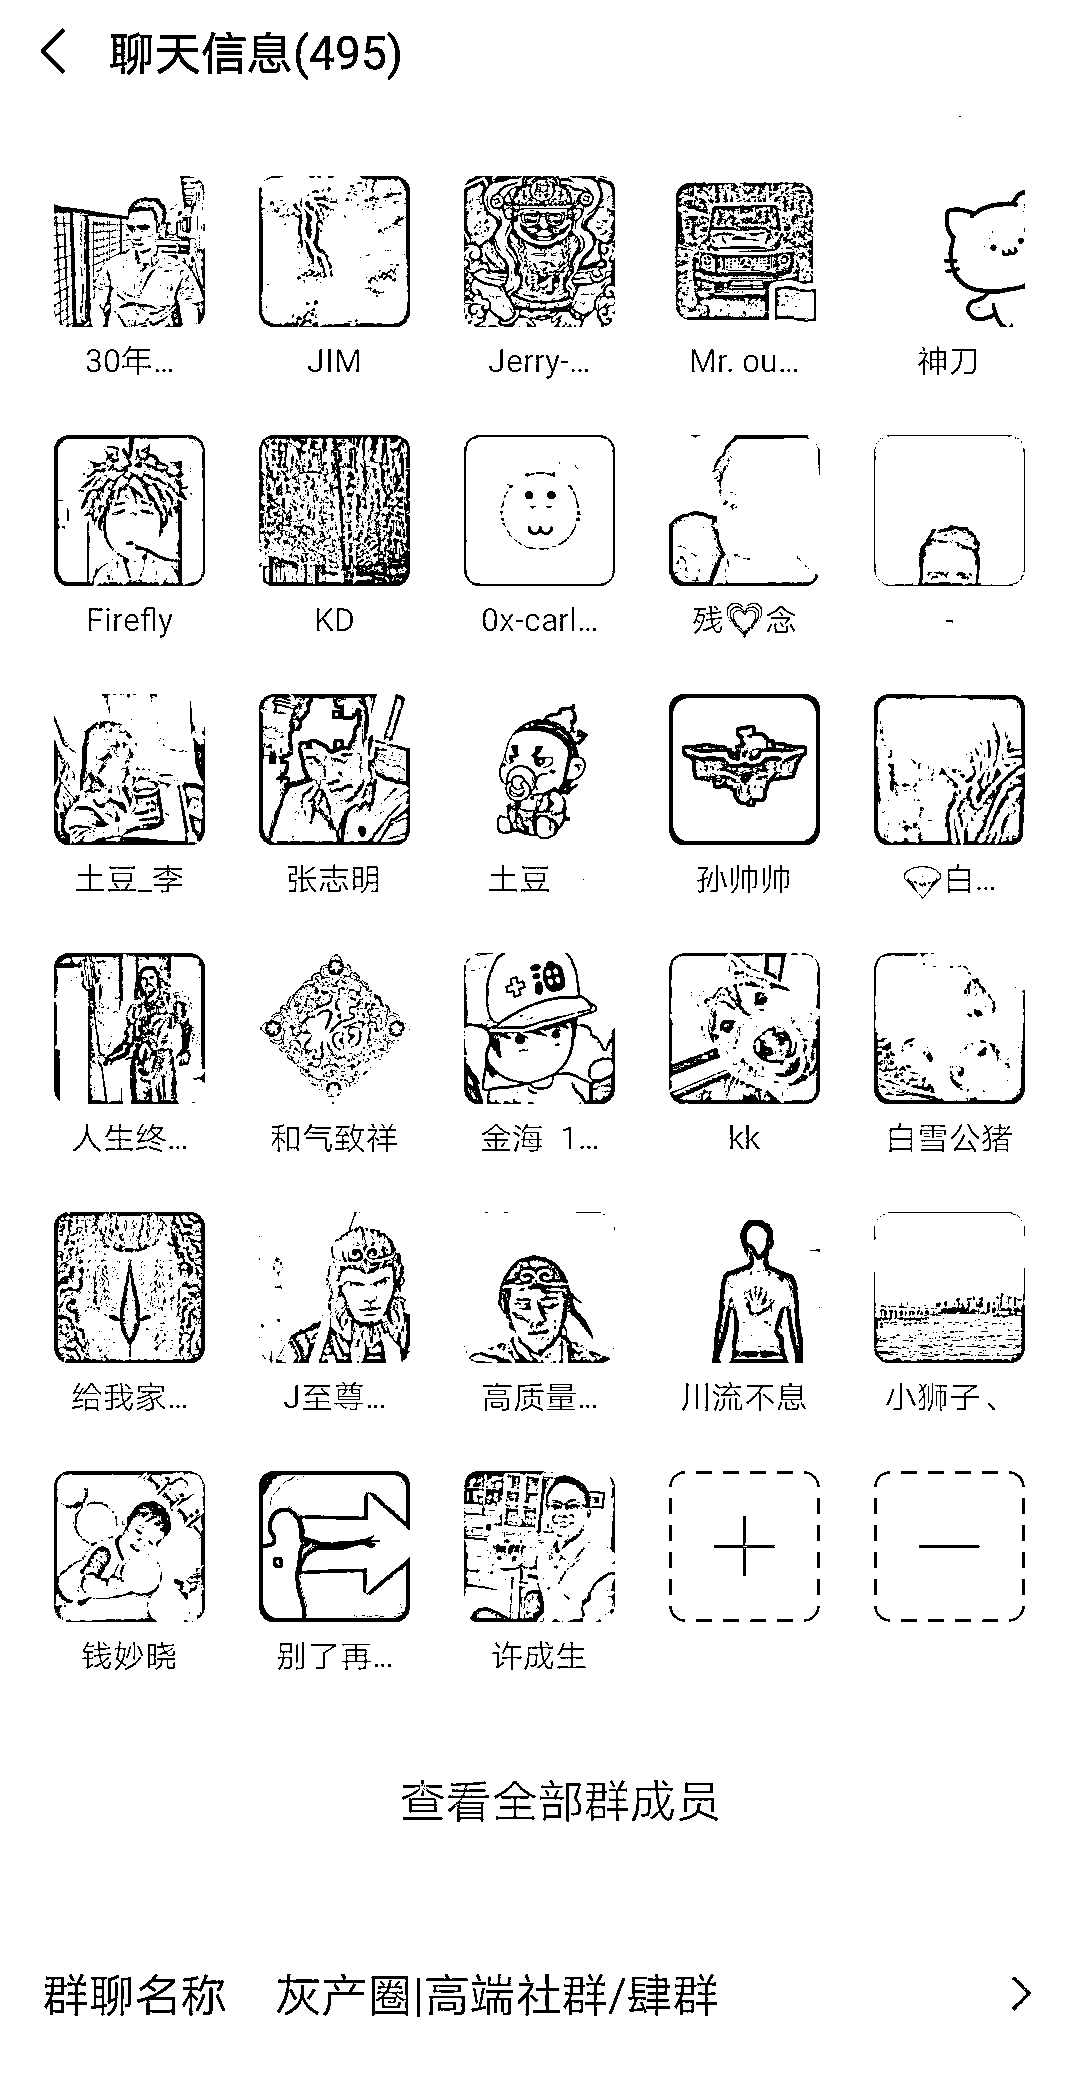 聊天信息(495)
30年... JIM Jerry-... Mr. ou... 神刀
Firefly KD 0x-carl... 残♡念 -
土豆_李 张志明 土豆 孙帅帅 白...
人生终... 和气致祥 金海 1... kk 白雪公猪
给我家... J至尊... 高质量... 川流不息 小狮子、
钱妙晓 别了再... 许成生
查看全部群成员
群聊名称 灰产圈|高端社群/肆群